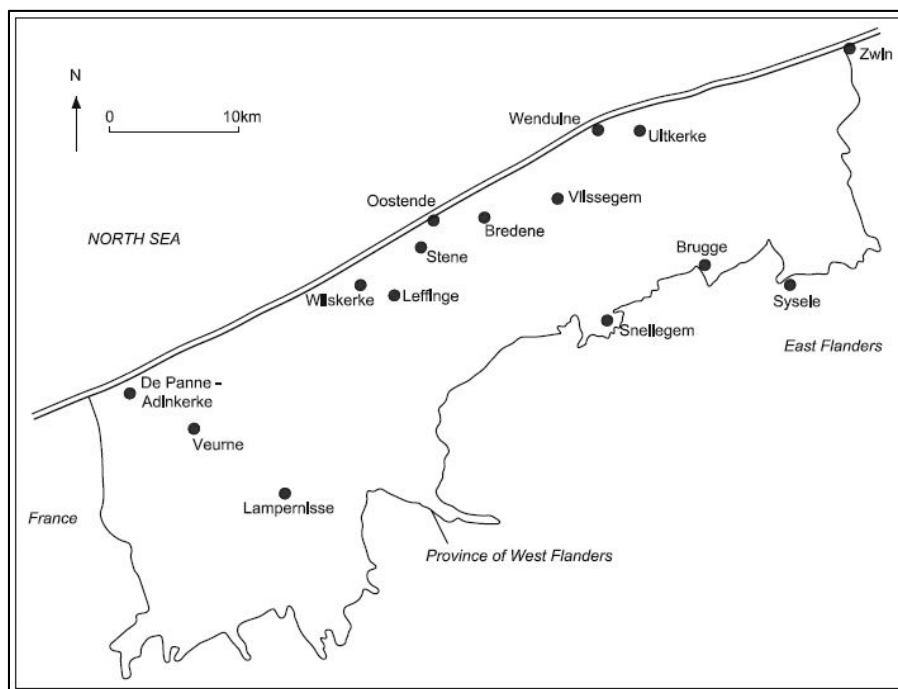 Zwin
N
0 10km
Wenduine
Uitkerke
Vlissegem
Oostende
Bredene
NORTH SEA
Stene
Brugge
Wilskerke
Leffinge
Sysele
Snellegem
East Flanders
De Panne -
Adinkerke
Veurne
Lampernisse
France
Province of West Flanders